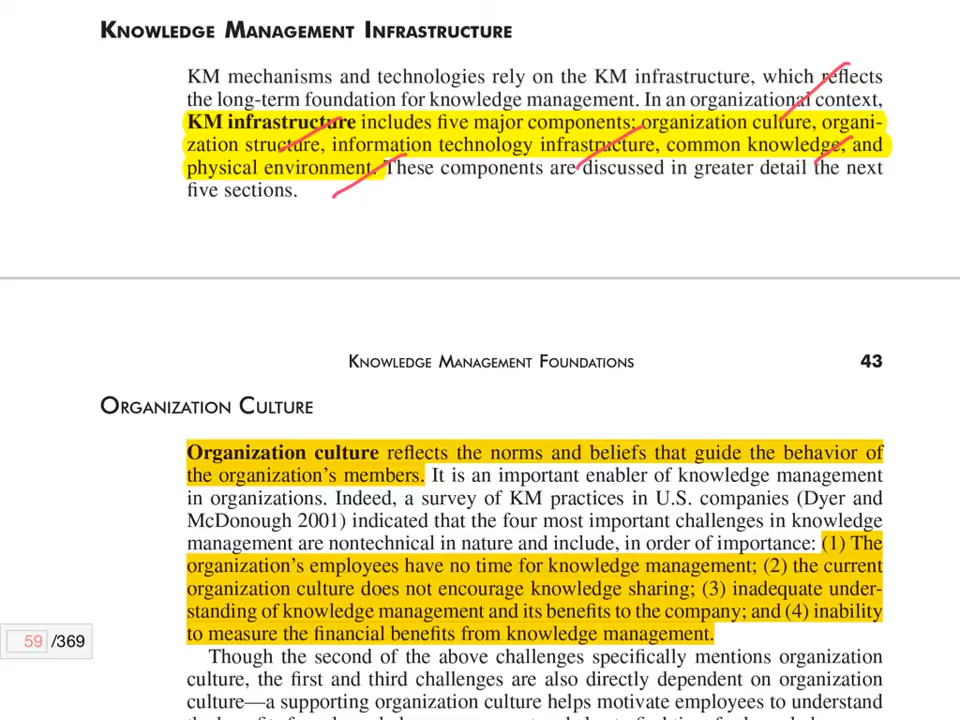 KNOWLEDGE MANAGEMENT INFRASTRUCTURE
KM mechanisms and technologies rely on the KM infrastructure, which reflects
the long-term foundation for knowledge management. In an organizational context,
KM infrastructure includes five major components: organization culture, organi-
zation structure, information technology infrastructure, common knowledge, and
physical environment. These components are discussed in greater detail the next
five sections.
KNOWLEDGE MANAGEMENT FOUNDATIONS 43
ORGANIZATION CULTURE
Organization culture reflects the norms and beliefs that guide the behavior of
the organization's members. It is an important enabler of knowledge management
in organizations. Indeed, a survey of KM practices in U.S. companies (Dyer and
McDonough 2001) indicated that the four most important challenges in knowledge
management are nontechnical in nature and include, in order of importance: (1) The
organization's employees have no time for knowledge management; (2) the current
organization culture does not encourage knowledge sharing; (3) inadequate under-
standing of knowledge management and its benefits to the company; and (4) inability
to measure the financial benefits from knowledge management.
59 /369
Though the second of the above challenges specifically mentions organization
culture, the first and third challenges are also directly dependent on organization
culture—a supporting organization culture helps motivate employees to understand